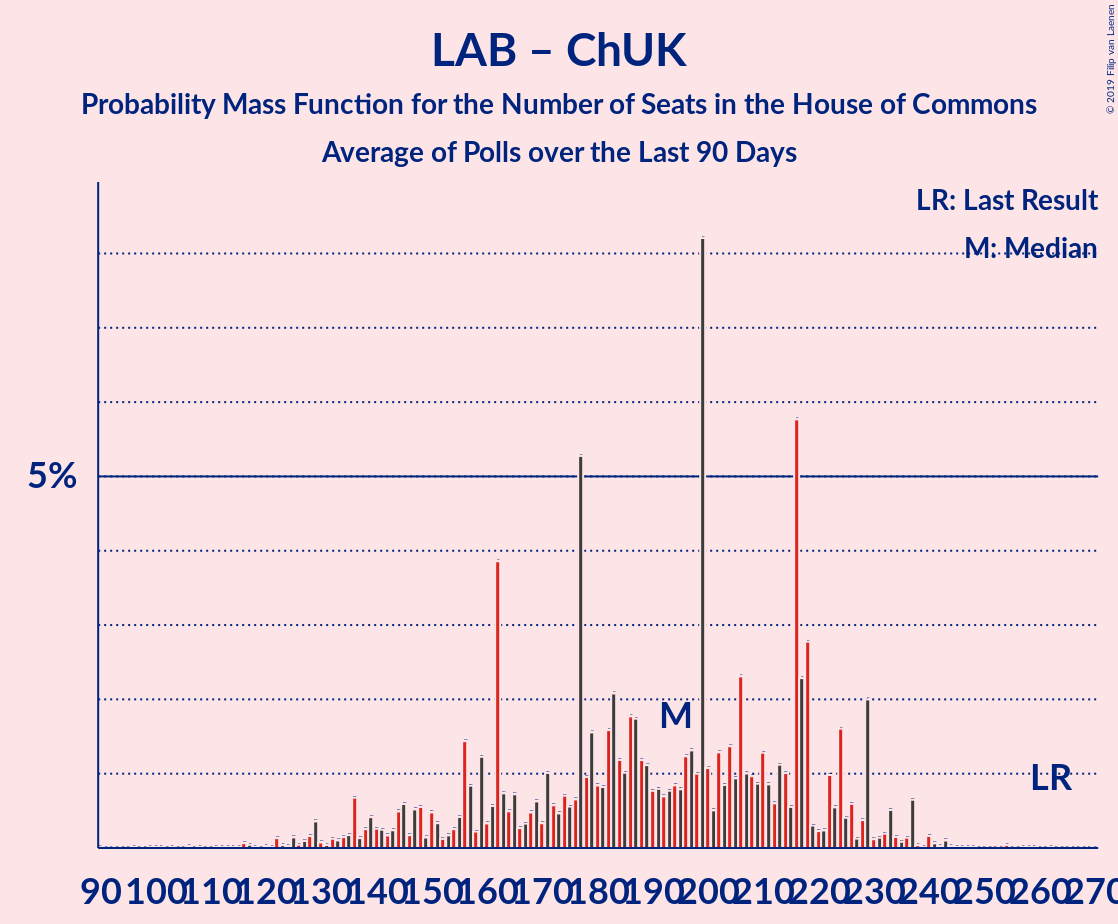 LAB – ChUK
Probability Mass Function for the Number of Seats in the House of Commons
Average of Polls over the Last 90 Days
© 2019 Filip van Laenen
LR: Last Result
M: Median
5%
M
LR
90 100 110 120 130 140 150 160 170 180 190 200 210 220 230 240 250 260 270